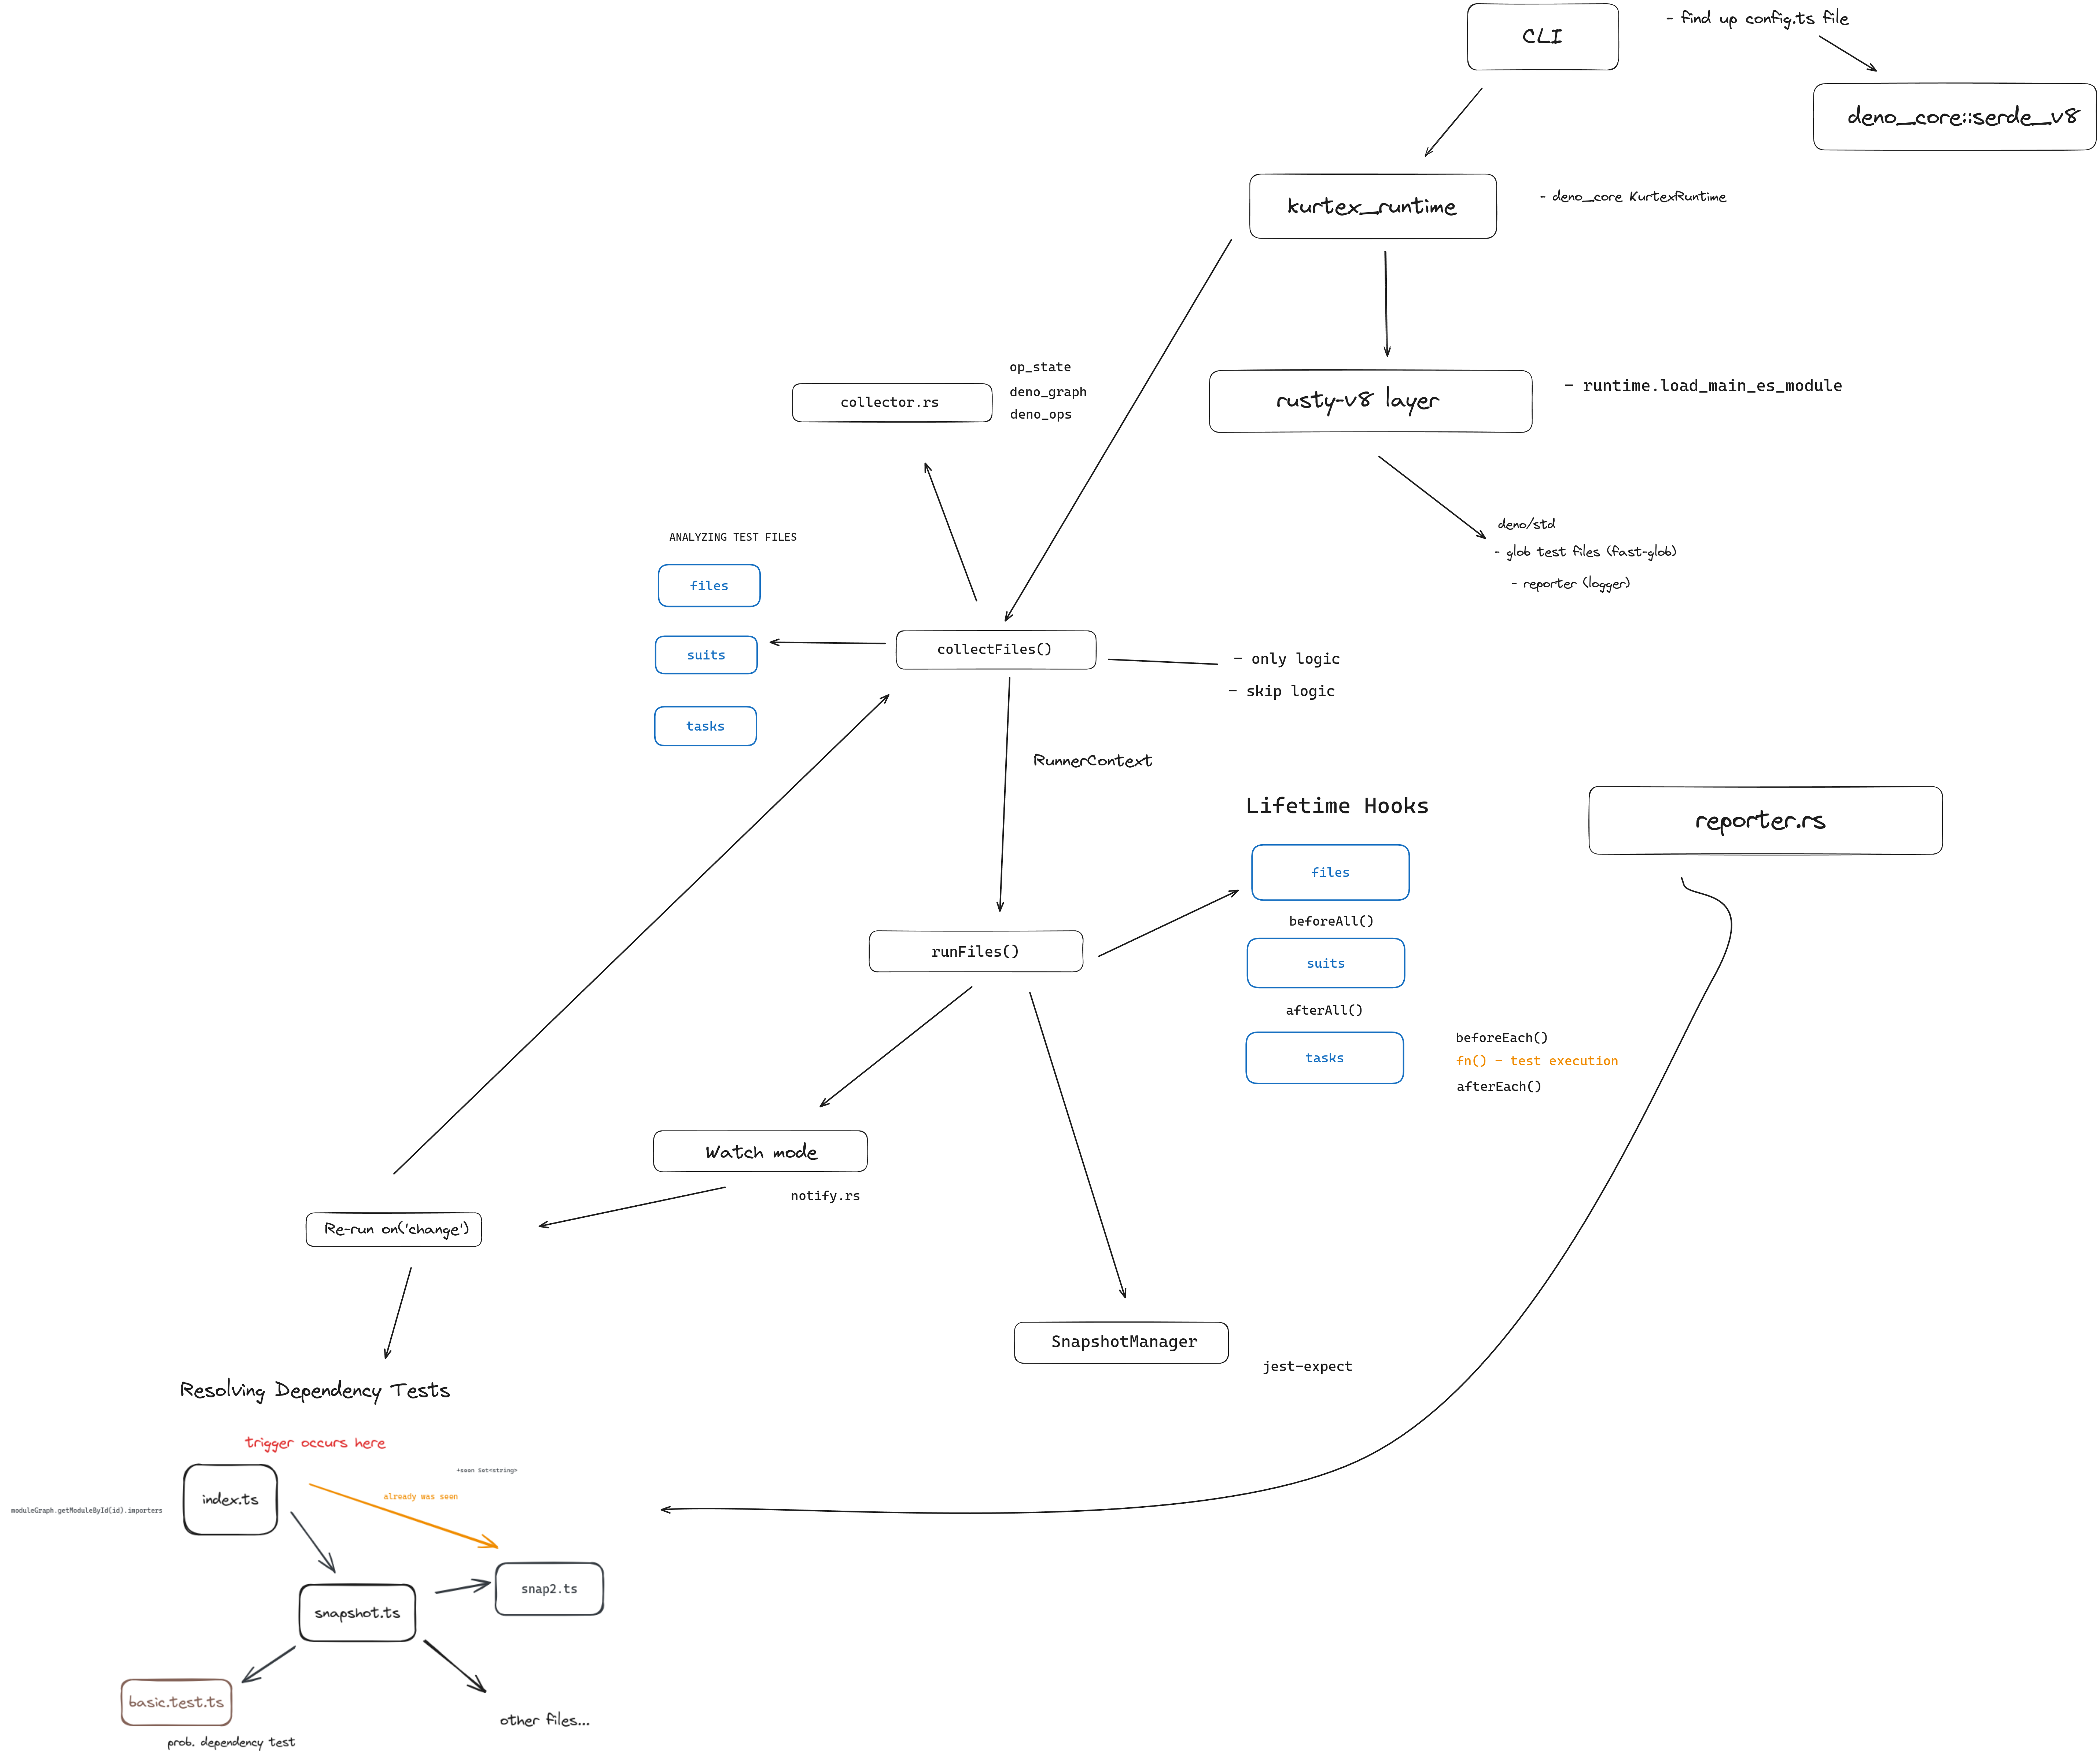 CLI
- find up config.ts file
deno_core::serde_v8
kurtex_runtime
- deno_core KurtexRuntime
collector.rs
op_state
deno_graph
deno_ops
rusty-v8 layer
- runtime.load_main_es_module
deno/std
- glob test files (fast-glob)
- reporter (logger)
ANALYZING TEST FILES
files
suits
tasks
collectFiles()
- only logic
- skip logic
RunnerContext
Lifetime Hooks
files
beforeAll()
suits
afterAll()
tasks
beforeEach()
fn() - test execution
afterEach()
reporter.rs
runFiles()
Watch mode
notify.rs
Re-run on('change')
SnapshotManager
jest-expect
Resolving Dependency Tests
trigger occurs here
+seen Set<string>
already was seen
index.ts
moduleGraph.getModuleById(id).importers
snap2.ts
snapshot.ts
basic.test.ts
other files...
prob. dependency test